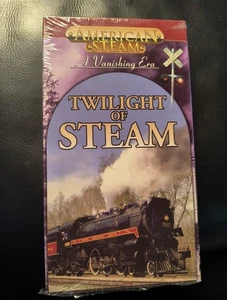 AMERICAN
STEAM
A Vanishing Era
TWILIGHT
OF
STEAM